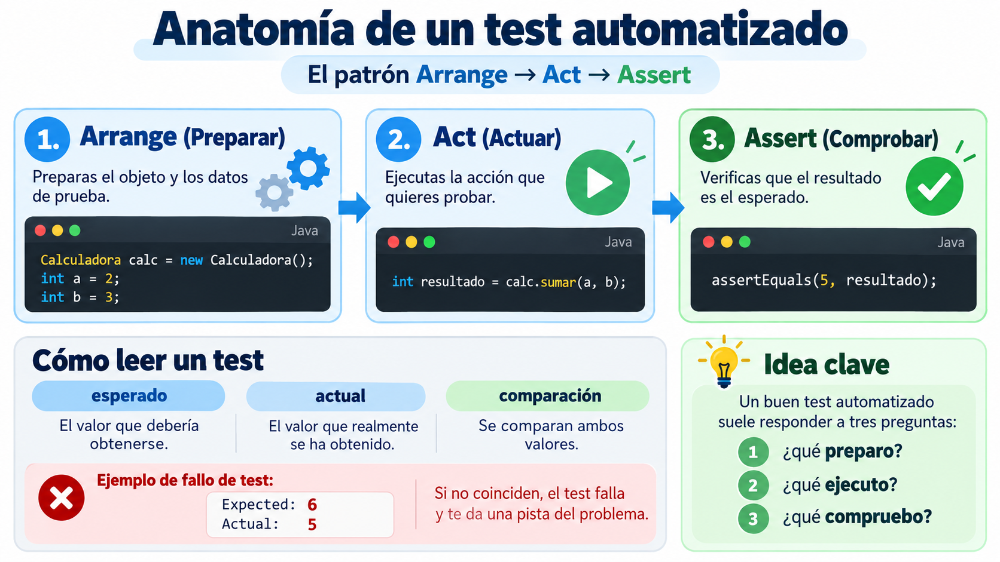 Anatomía de un test automatizado
El patrón Arrange → Act → Assert
1. Arrange (Preparar)
Preparas el objeto y los datos
de prueba.
Java
Calculadora calc = new Calculadora();
int a = 2;
int b = 3;
2. Act (Actuar)
Ejecutas la acción que
quieres probar.
Java
int resultado = calc.sumar(a, b);
3. Assert (Comprobar)
Verificas que el resultado
es el esperado.
Java
assertEquals(5, resultado);
Cómo leer un test
esperado
El valor que debería
obtenerse.
actual
El valor que realmente
se ha obtenido.
comparación
Se comparan ambos
valores.
Ejemplo de fallo de test:
Expected: 6
Actual: 5
Si no coinciden, el test falla
y te da una pista del problema.
Idea clave
Un buen test automatizado
suele responder a tres preguntas:
1 ¿qué preparo?
2 ¿qué ejecuto?
3 ¿qué compruebo?